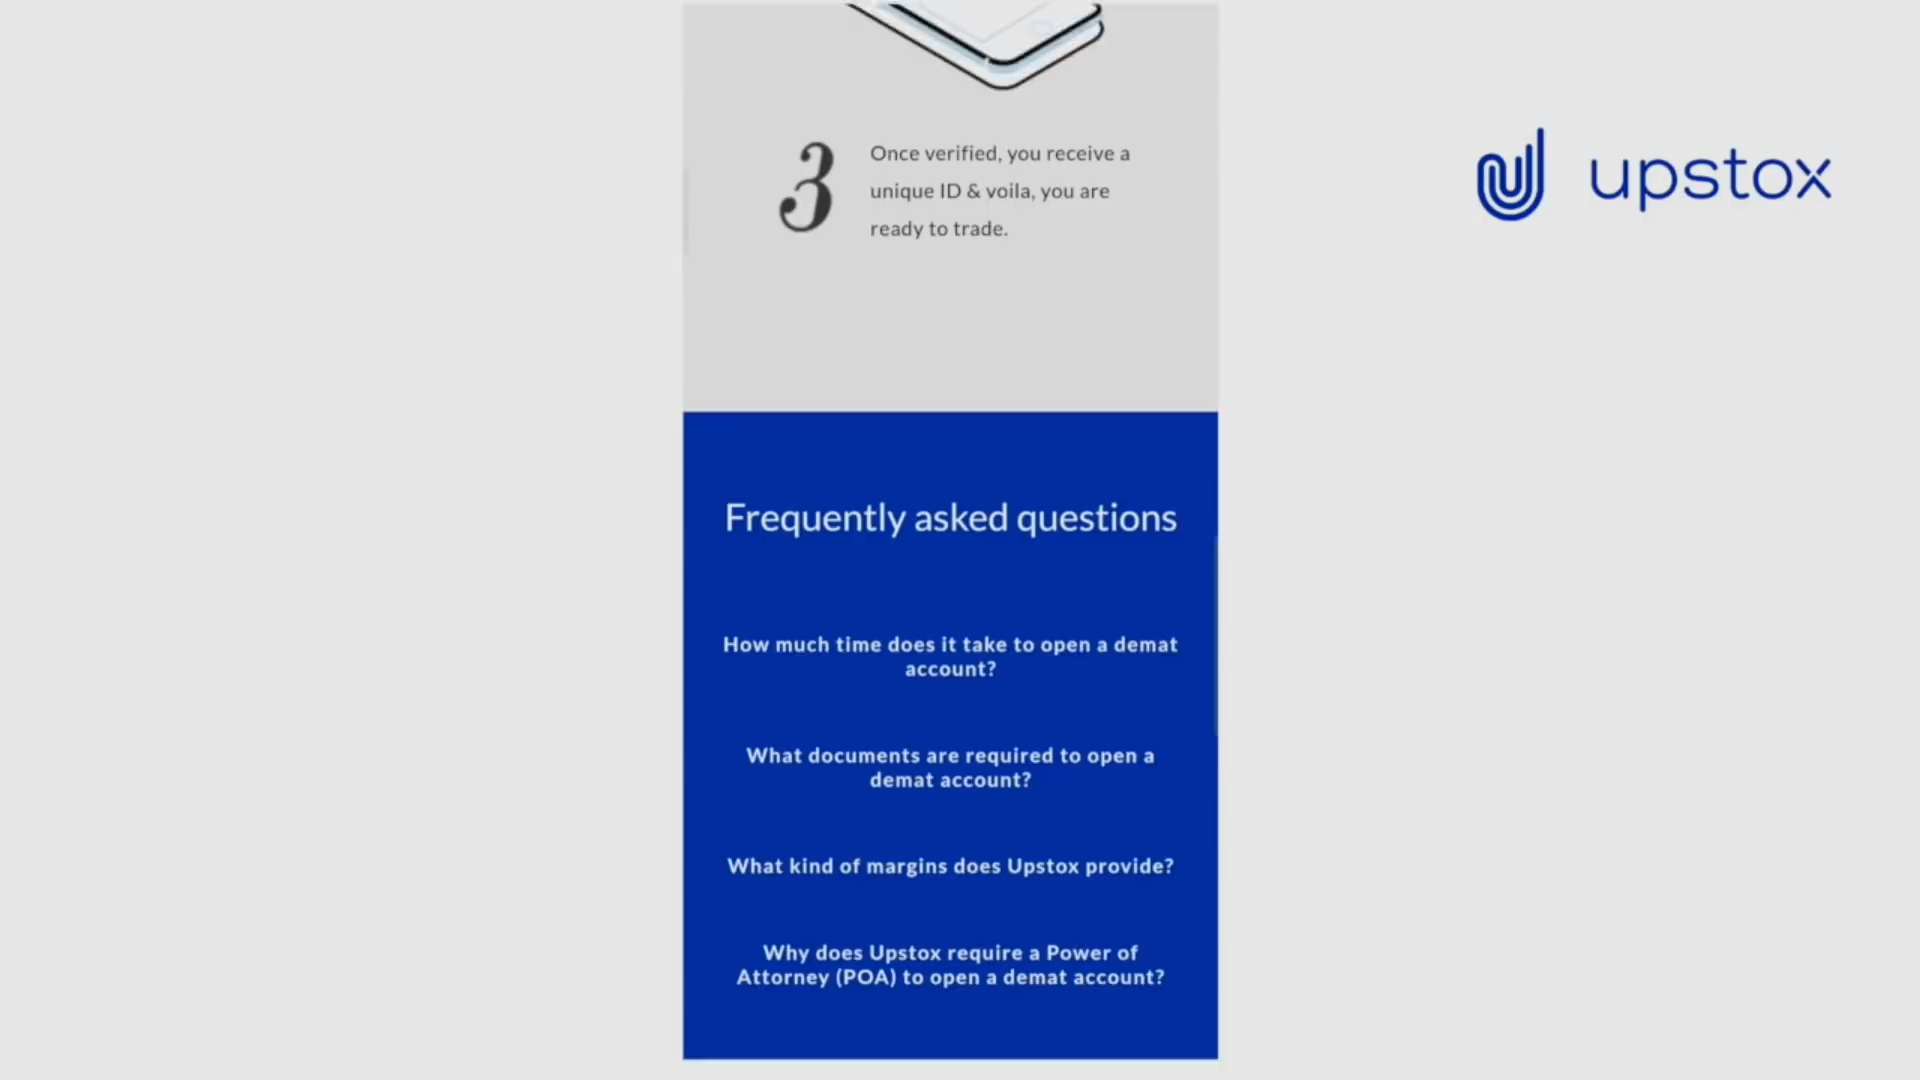 3
Once verified, you receive a
unique ID & voila, you are
ready to trade.
upstox
Frequently asked questions
How much time does it take to open a demat
account?
What documents are required to open a
demat account?
What kind of margins does Upstox provide?
Why does Upstox require a Power of
Attorney (POA) to open a demat account?